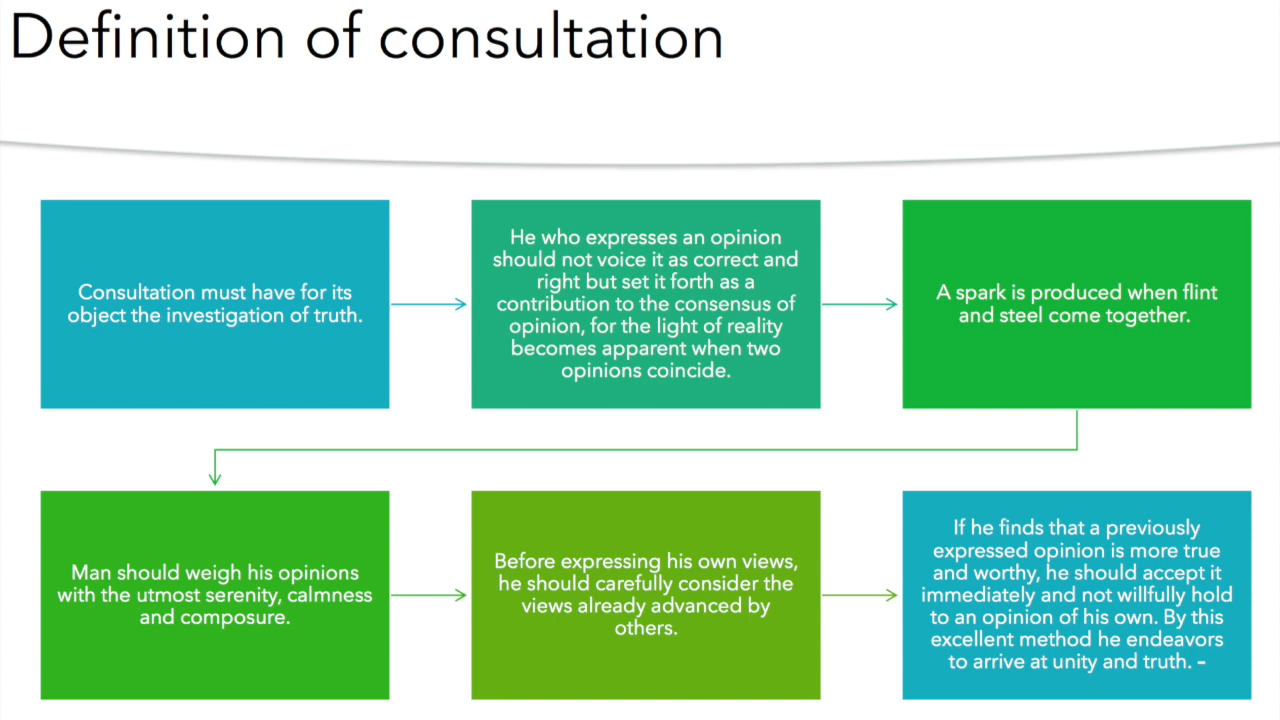 Definition of consultation
Consultation must have for its
object the investigation of truth.
He who expresses an opinion
should not voice it as correct and
right but set it forth as a
contribution to the consensus of
opinion, for the light of reality
becomes apparent when two
opinions coincide.
A spark is produced when flint
and steel come together.
Man should weigh his opinions
with the utmost serenity, calmness
and composure.
Before expressing his own views,
he should carefully consider the
views already advanced by
others.
If he finds that a previously
expressed opinion is more true
and worthy, he should accept it
immediately and not willfully hold
to an opinion of his own. By this
excellent method he endeavors
to arrive at unity and truth. –